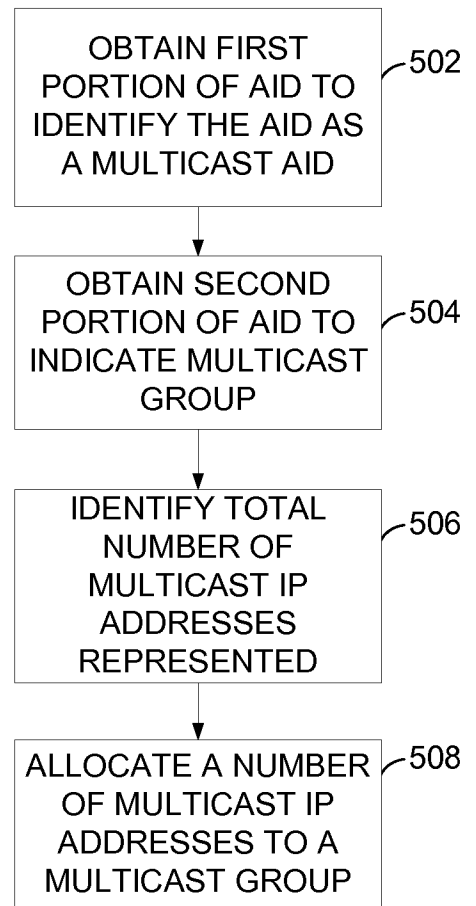 OBTAIN FIRST
PORTION OF AID TO
IDENTIFY THE AID AS
A MULTICAST AID
502
OBTAIN SECOND
PORTION OF AID TO
INDICATE MULTICAST
GROUP
504
IDENTIFY TOTAL
NUMBER OF
MULTICAST IP
ADDRESSES
REPRESENTED
506
ALLOCATE A NUMBER
OF MULTICAST IP
ADDRESSES TO A
MULTICAST GROUP
508